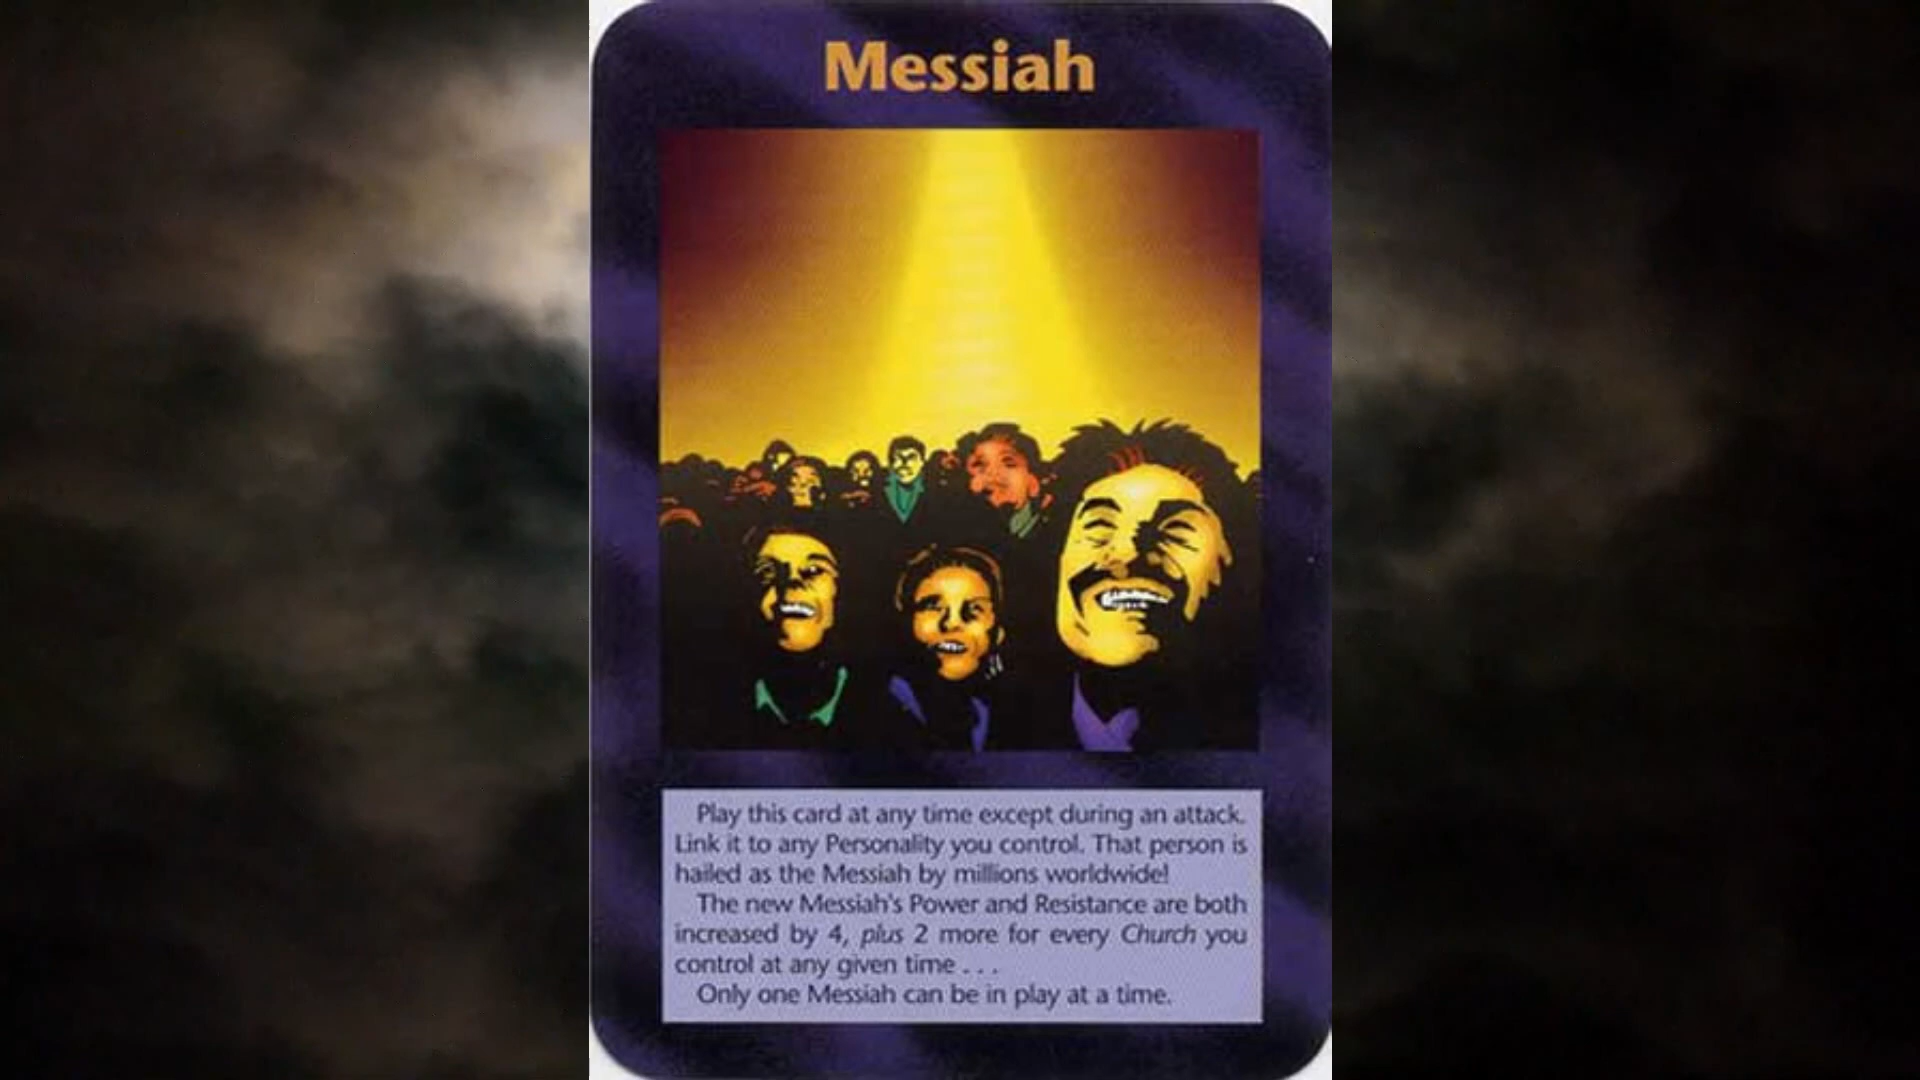 Messiah
Play this card at any time except during an attack.
Link it to any Personality you control. That person is
hailed as the Messiah by millions worldwide!
The new Messiah's Power and Resistance are both
increased by 4, plus 2 more for every Church you
control at any given time . . .
Only one Messiah can be in play at a time.